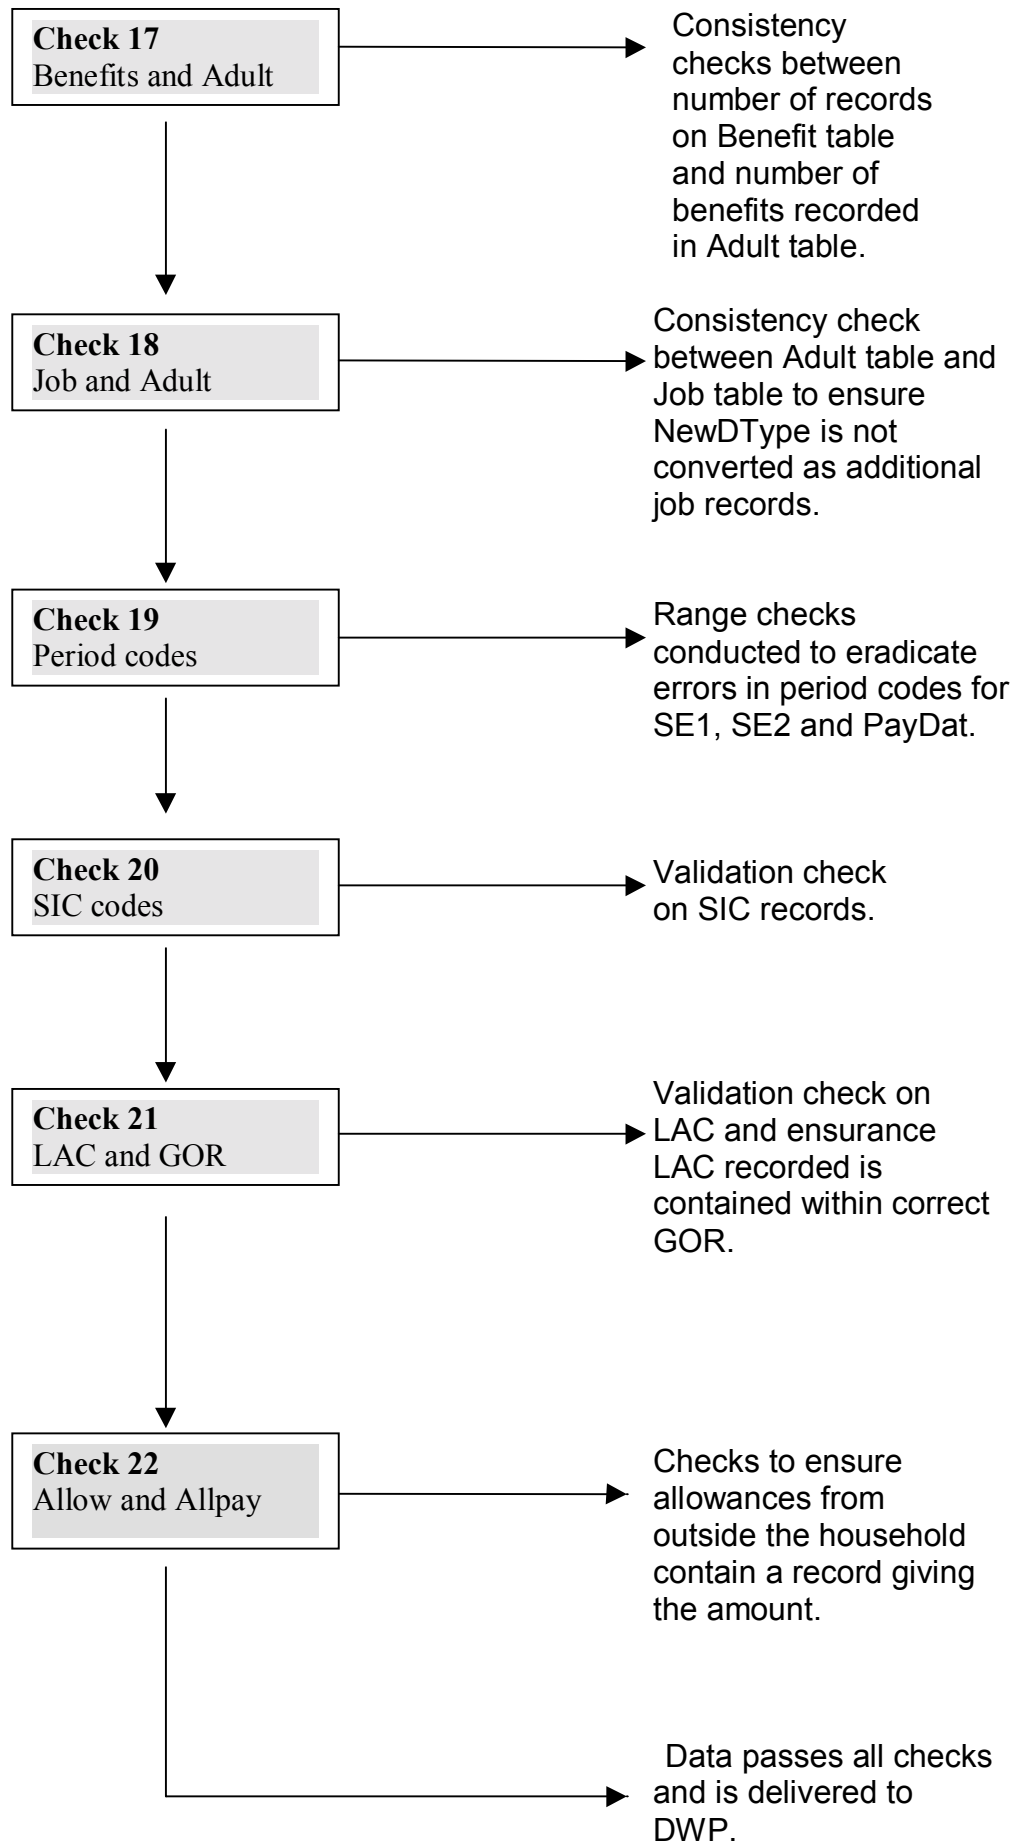 Check 17
Benefits and Adult
Consistency
checks between
number of records
on Benefit table
and number of
benefits recorded
in Adult table.
Check 18
Job and Adult
Consistency check
between Adult table and
Job table to ensure
NewDType is not
converted as additional
job records.
Check 19
Period codes
Range checks
conducted to eradicate
errors in period codes for
SE1, SE2 and PayDat.
Check 20
SIC codes
Validation check
on SIC records.
Check 21
LAC and GOR
Validation check on
LAC and ensurance
LAC recorded is
contained within correct
GOR.
Check 22
Allow and Allpay
Checks to ensure
allowances from
outside the household
contain a record giving
the amount.
Data passes all checks
and is delivered to
DWP.